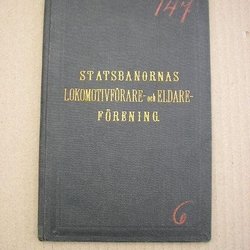 147
STATSBANORNAS
LOKOMOTIVFÖRARE- och ELDARE-
FÖRENING.
6.